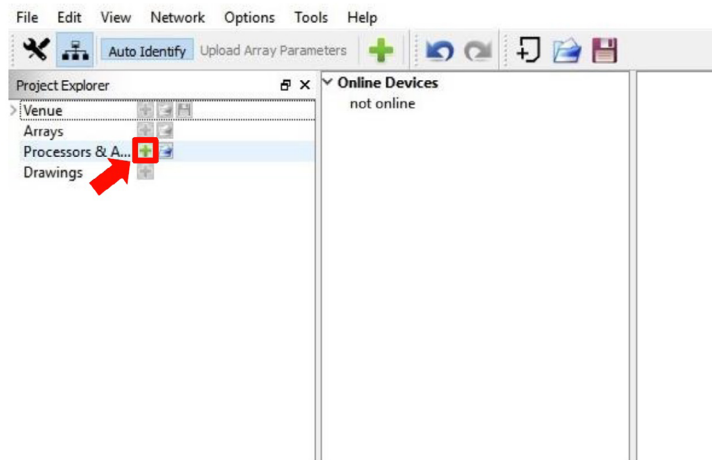 File Edit View Network Options Tools Help
Auto Identify Upload Array Parameters
Project Explorer
Online Devices
not online
Venue
Arrays
Processors & A...
Drawings